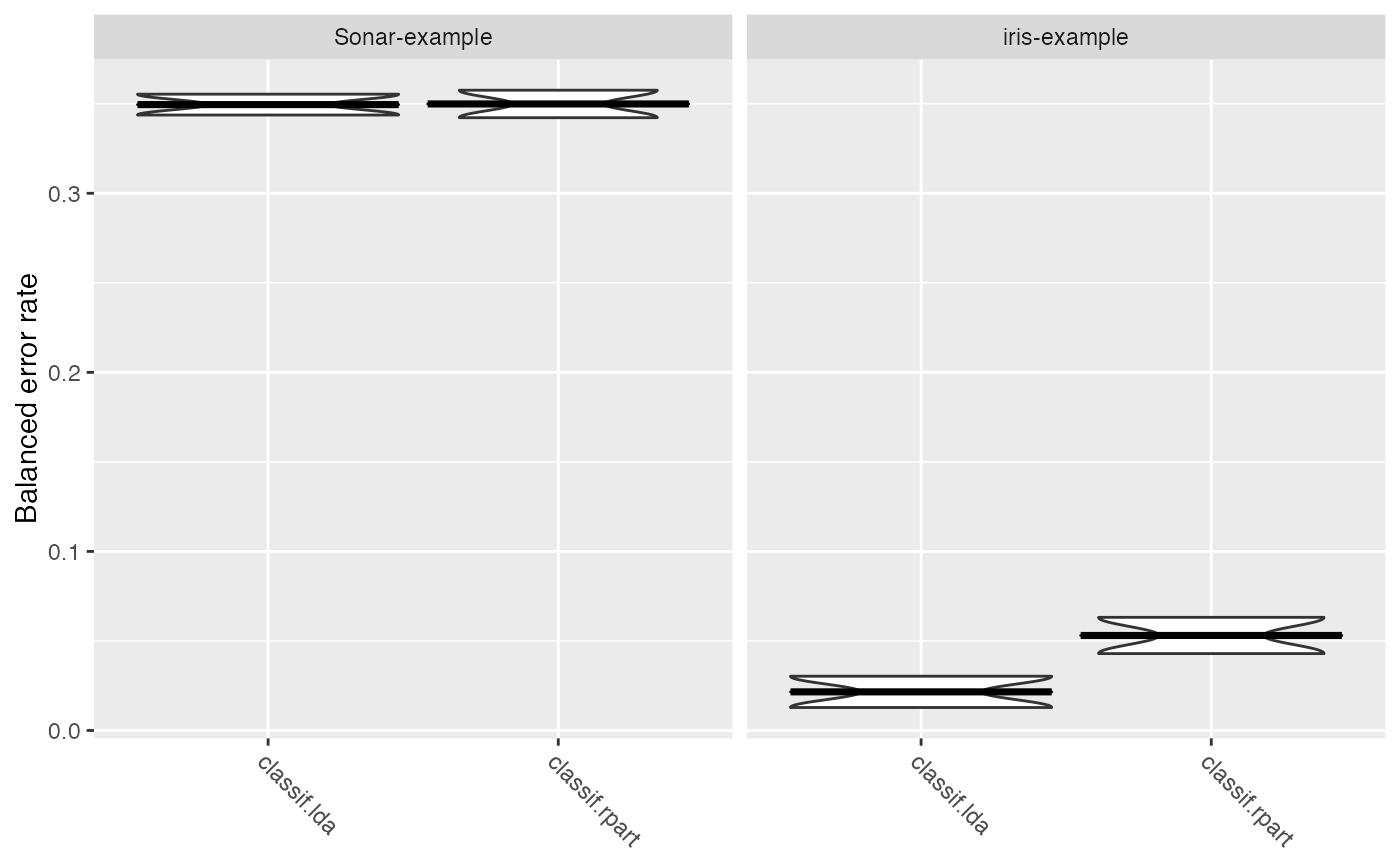 Sonar-example
iris-example
Balanced error rate
0.3
0.2
0.1
0.0
classif.lda
classif.rpart
classif.lda
classif.rpart